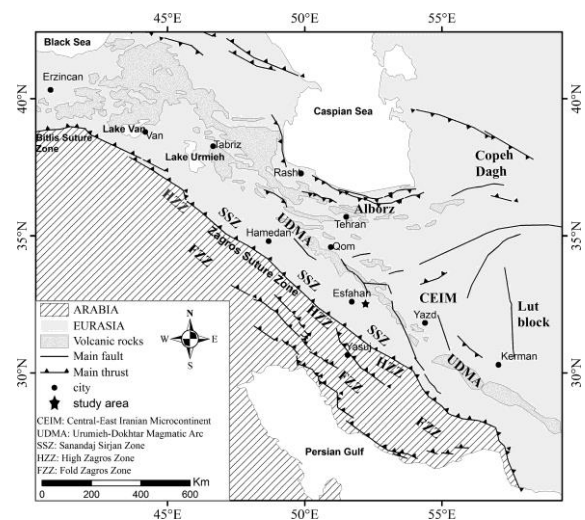 45°E
50°E
55°E
Black Sea
Erzincan
40°N
40°N
Caspian Sea
Lake Van
Van
Bitlis Suture
Zone
Tabriz
Lake Urmieh
Copeh
Dagh
Rasht
Alborz
HZZ
SSZ
UDMA
Tehran
35°N
35°N
Hamedan
Qom
FZZ
Zagros Suture Zone
SSZ
Esfahan
CEIM
Lut
block
Yazd
HZZ
SSZ
Yasuj
HZZ
UDMA
Kerman
30°N
30°N
FZZ
FZZ
Persian Gulf
ARABIA
EURASIA
Volcanic rocks
Main fault
Main thrust
city
study area
N
W
E
S
CEIM: Central-East Iranian Microcontinent
UDMA: Urumieh-Dokhtar Magmatic Arc
SSZ: Sanandaj Sirjan Zone
HZZ: High Zagros Zone
FZZ: Fold Zagros Zone
Km
0 200 400 600
45°E
50°E
55°E